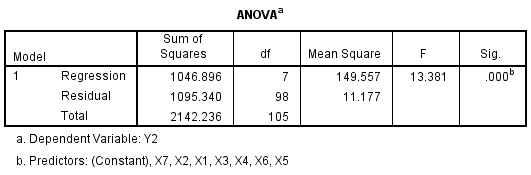 ANOVAa
Model Sum of Squares df Mean Square F Sig.
1 Regression 1046.896 7 149.557 13.381 .000b
Residual 1095.340 98 11.177
Total 2142.236 105
a. Dependent Variable: Y2
b. Predictors: (Constant), X7, X2, X1, X3, X4, X6, X5